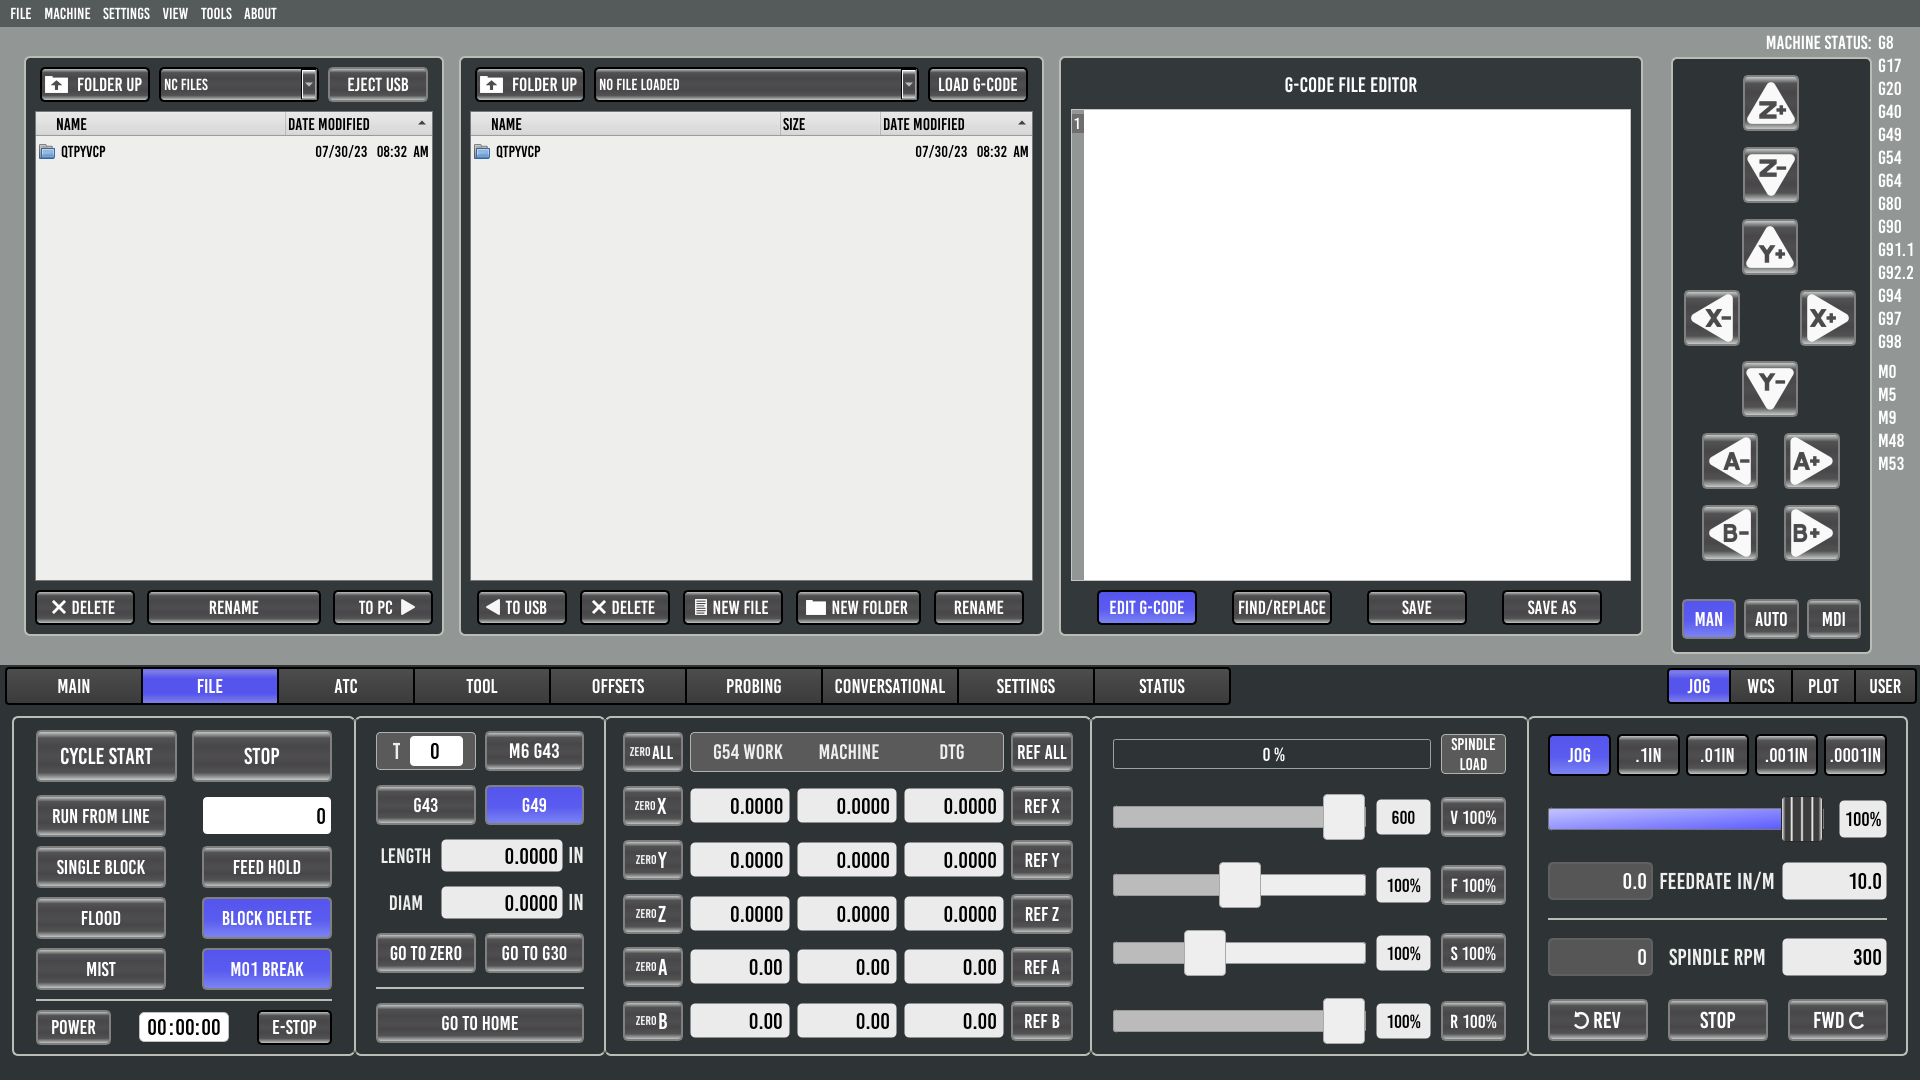 FILE MACHINE SETTINGS VIEW TOOLS ABOUT
FOLDER UP NC FILES EJECT USB
NAME DATE MODIFIED
QTPYVCP 07/30/23 08:32 AM
DELETE RENAME TO PC
FOLDER UP NO FILE LOADED LOAD G-CODE
NAME SIZE DATE MODIFIED
QTPYVCP 07/30/23 08:32 AM
TO USB DELETE NEW FILE NEW FOLDER RENAME
G-CODE FILE EDITOR
1
EDIT G-CODE FIND/REPLACE SAVE SAVE AS
MACHINE STATUS: G8
G17
G20
G40
G49
G54
G64
G80
G90
G91.1
G92.2
G94
G97
G98
M0
M5
M9
M48
M53
Z+
Z-
Y+
X- X+
Y-
A- A+
B- B+
MAN AUTO MDI
MAIN FILE ATC TOOL OFFSETS PROBING CONVERSATIONAL SETTINGS STATUS
JOG WCS PLOT USER
CYCLE START STOP
RUN FROM LINE 0
SINGLE BLOCK FEED HOLD
FLOOD BLOCK DELETE
MIST M01 BREAK
POWER 00:00:00 E-STOP
T 0 M6 G43
G43 G49
LENGTH 0.0000 IN
DIAM 0.0000 IN
GO TO ZERO GO TO G30
GO TO HOME
ZERO ALL G54 WORK MACHINE DTG REF ALL
ZERO X 0.0000 0.0000 0.0000 REF X
ZERO Y 0.0000 0.0000 0.0000 REF Y
ZERO Z 0.0000 0.0000 0.0000 REF Z
ZERO A 0.00 0.00 0.00 REF A
ZERO B 0.00 0.00 0.00 REF B
0 % SPINDLE
LOAD
600 V 100%
100% F 100%
100% S 100%
100% R 100%
JOG .1IN .01IN .001IN .0001IN
100%
0.0 FEEDRATE IN/M 10.0
0 SPINDLE RPM 300
REV STOP FWD